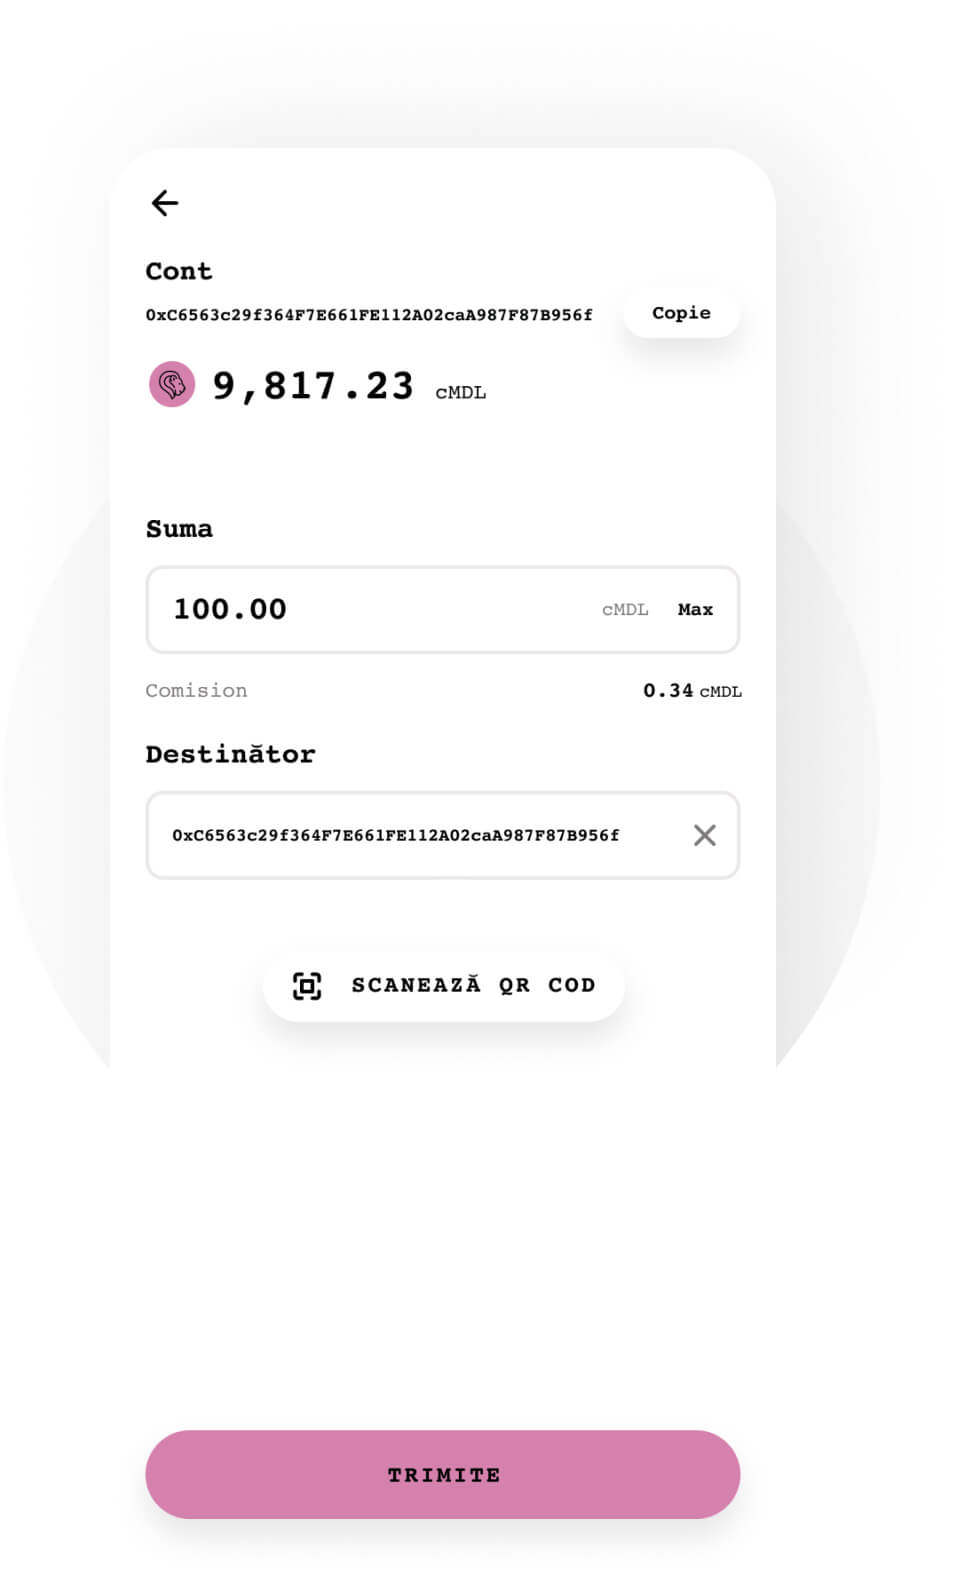 Cont
0xC6563c29f364F7E661FE112A02caA987F87B956f Copie
9,817.23 cMDL
Suma
100.00 cMDL Max
Comision 0.34 cMDL
Destinător
0xC6563c29f364F7E661FE112A02caA987F87B956f
SCANEAZĂ QR COD
TRIMITE